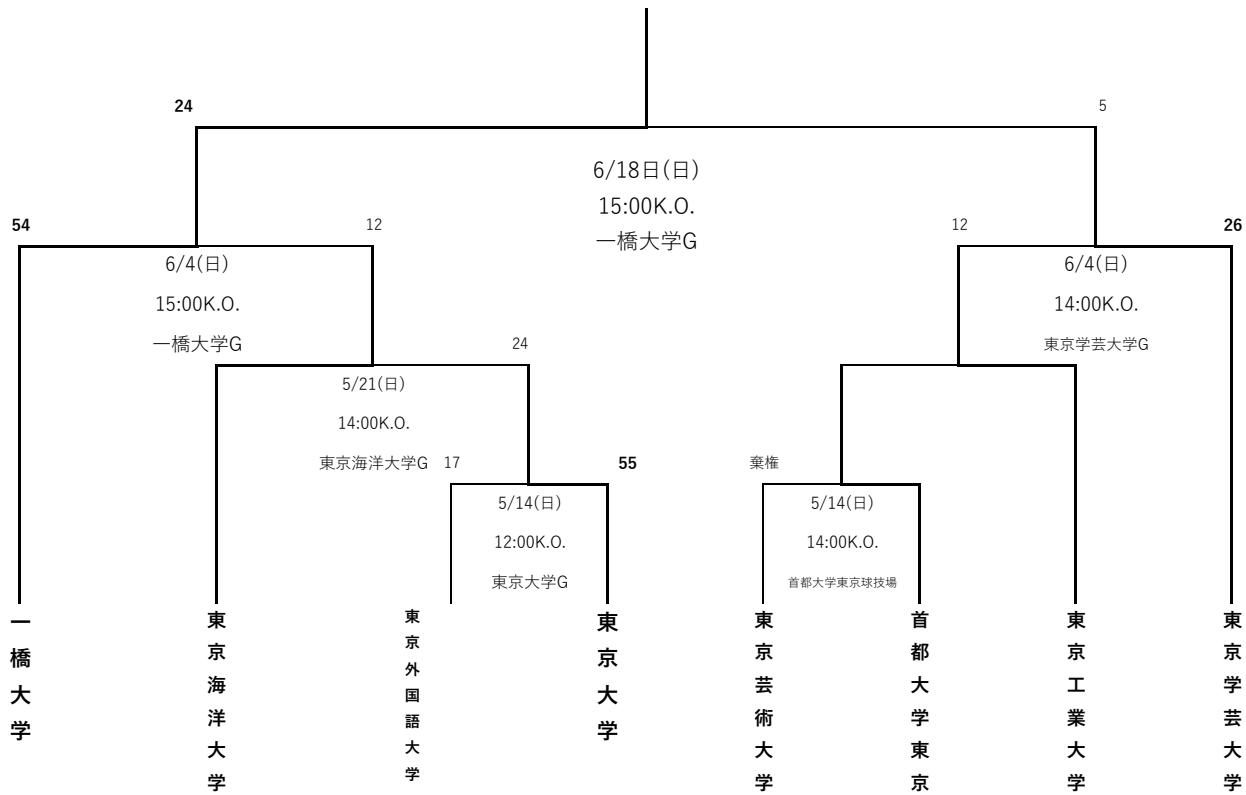 24
5
6/18日(日)
15:00K.O.
一橋大学G
54
12
12
26
6/4(日)
15:00K.O.
一橋大学G
6/4(日)
14:00K.O.
東京学芸大学G
24
5/21(日)
14:00K.O.
東京海洋大学G
17
55
棄権
5/14(日)
12:00K.O.
東京大学G
5/14(日)
14:00K.O.
首都大学東京球技場
一橋大学
東京海洋大学
東京外国語大学
東京大学
東京芸術大学
首都大学東京
東京工業大学
東京学芸大学